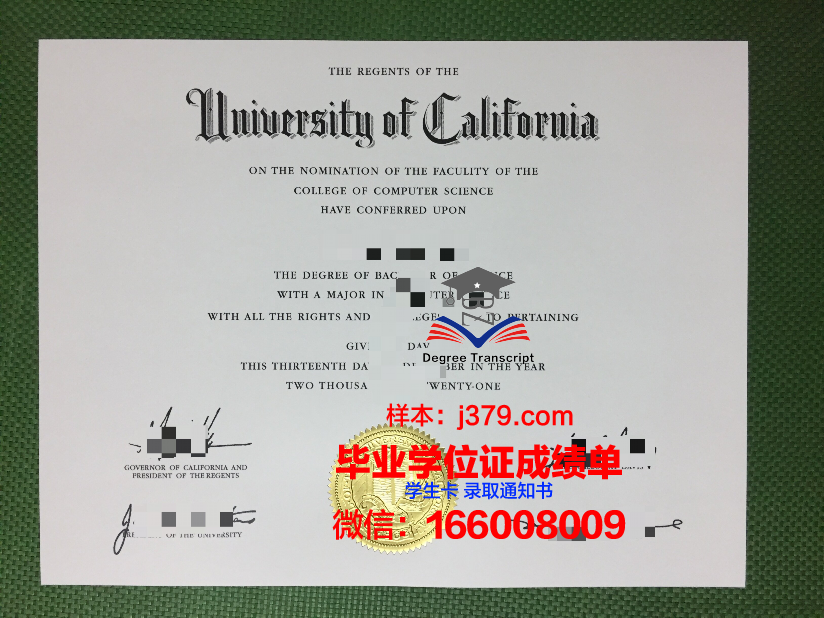 THE REGENTS OF THE
University of California
ON THE NOMINATION OF THE FACULITY OF THE
COLLEGE OF COMPUTER SCIENCE
HAVE CONFERRED UPON
THE DEGREE OF
WITH A MAJOR IN
WITH ALL THE RIGHTS AND TO PERTAINING
Degree Transcript
THIS THIRTEENTH IN THE YEAR
TWO
样本：j379.com
毕业学位证成绩单
学生卡 录取通知书
微信：166008009
GOVERNOR OF CALIFORNIA AND
PRESIDENT OF THE REGENTS
OF THE UNIVERSITY